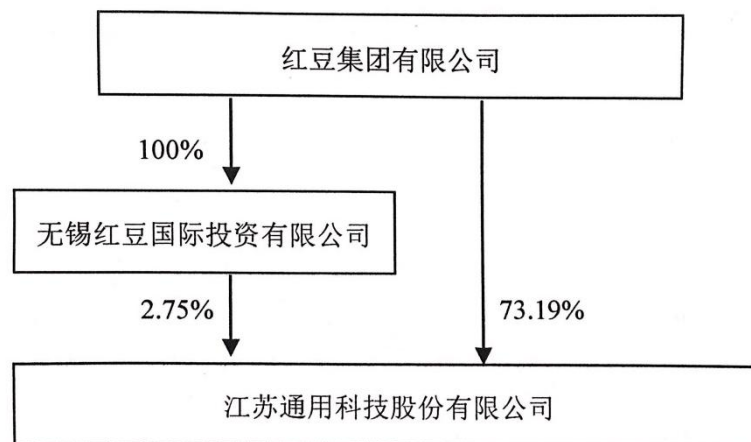 红豆集团有限公司
100%
无锡红豆国际投资有限公司
2.75%
73.19%
江苏通用科技股份有限公司